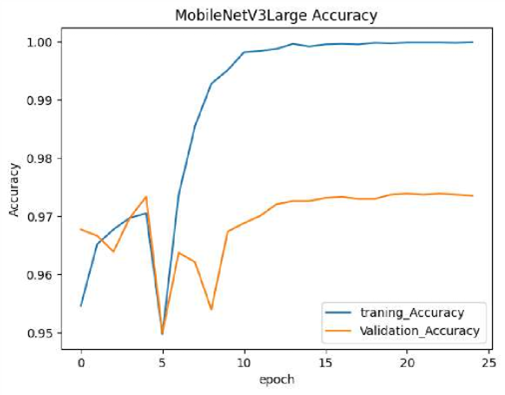 MobileNetV3Large Accuracy
1.00
0.99
0.98
0.97
0.96
0.95
Accuracy
0 5 10 15 20 25
epoch
traning_Accuracy
Validation_Accuracy